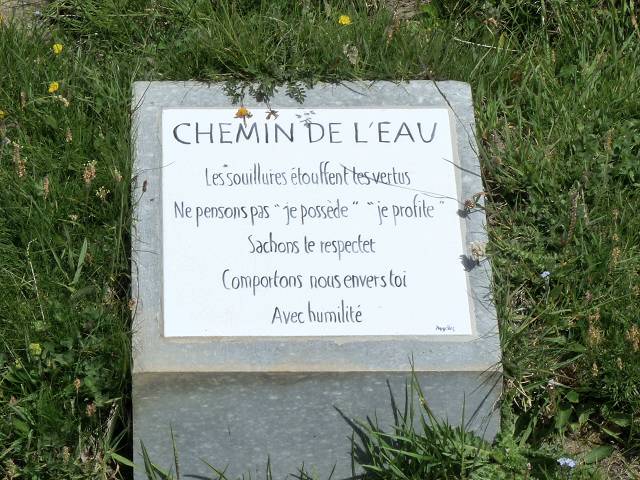 CHEMIN DE L'EAU
Les souillures étouffent tes vertus
Ne pensons pas "je possède" "je profite"
Sachons te respecter
Comportons nous envers toi
Avec humilité